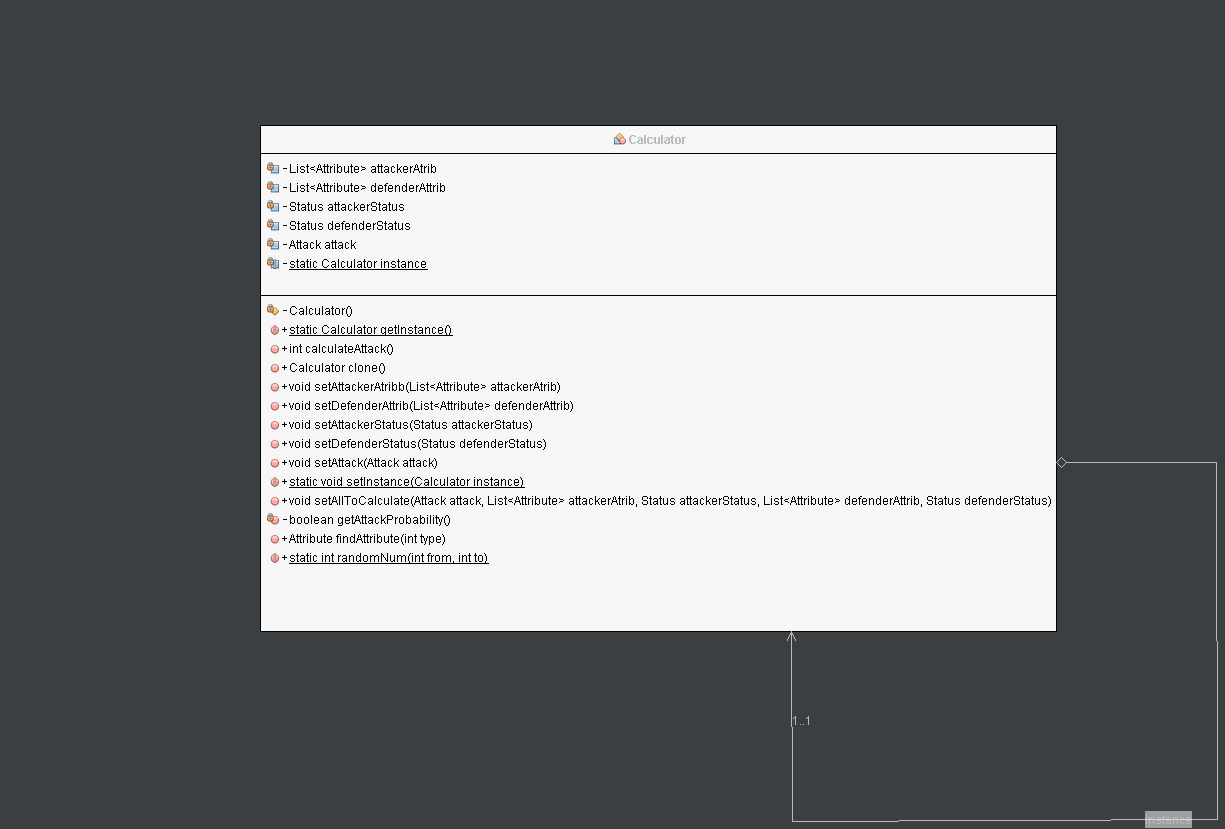 Calculator
-List<Attribute> attackerAtrib
-List<Attribute> defenderAttrib
-Status attackerStatus
-Status defenderStatus
-Attack attack
-static Calculator instance
-Calculator()
+static Calculator getInstance()
+int calculateAttack()
+Calculator clone()
+void setAttackerAtribb(List<Attribute> attackerAtrib)
+void setDefenderAttrib(List<Attribute> defenderAttrib)
+void setAttackerStatus(Status attackerStatus)
+void setDefenderStatus(Status defenderStatus)
+void setAttack(Attack attack)
+static void setInstance(Calculator instance)
+void setAllToCalculate(Attack attack, List<Attribute> attackerAtrib, Status attackerStatus, List<Attribute> defenderAttrib, Status defenderStatus)
-boolean getAttackProbability()
+Attribute findAttribute(int type)
+static int randomNum(int from, int to)
1..1
instance